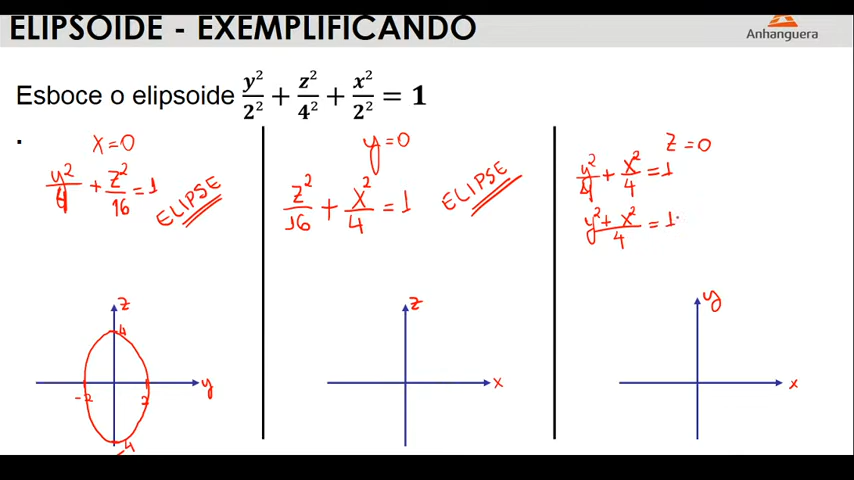 ELIPSOIDE - EXEMPLIFICANDO
Anhanguera
Esboce o elipsoide y²/2² + z²/4² + x²/2² = 1
.
x=0
y²/4 + z²/16 = 1
ELIPSE
z
4
-2
2
y
-4
y=0
z²/16 + x²/4 = 1
ELIPSE
z
x
z=0
y²/4 + x²/4 = 1
y²+x²/4 = 1
y
x